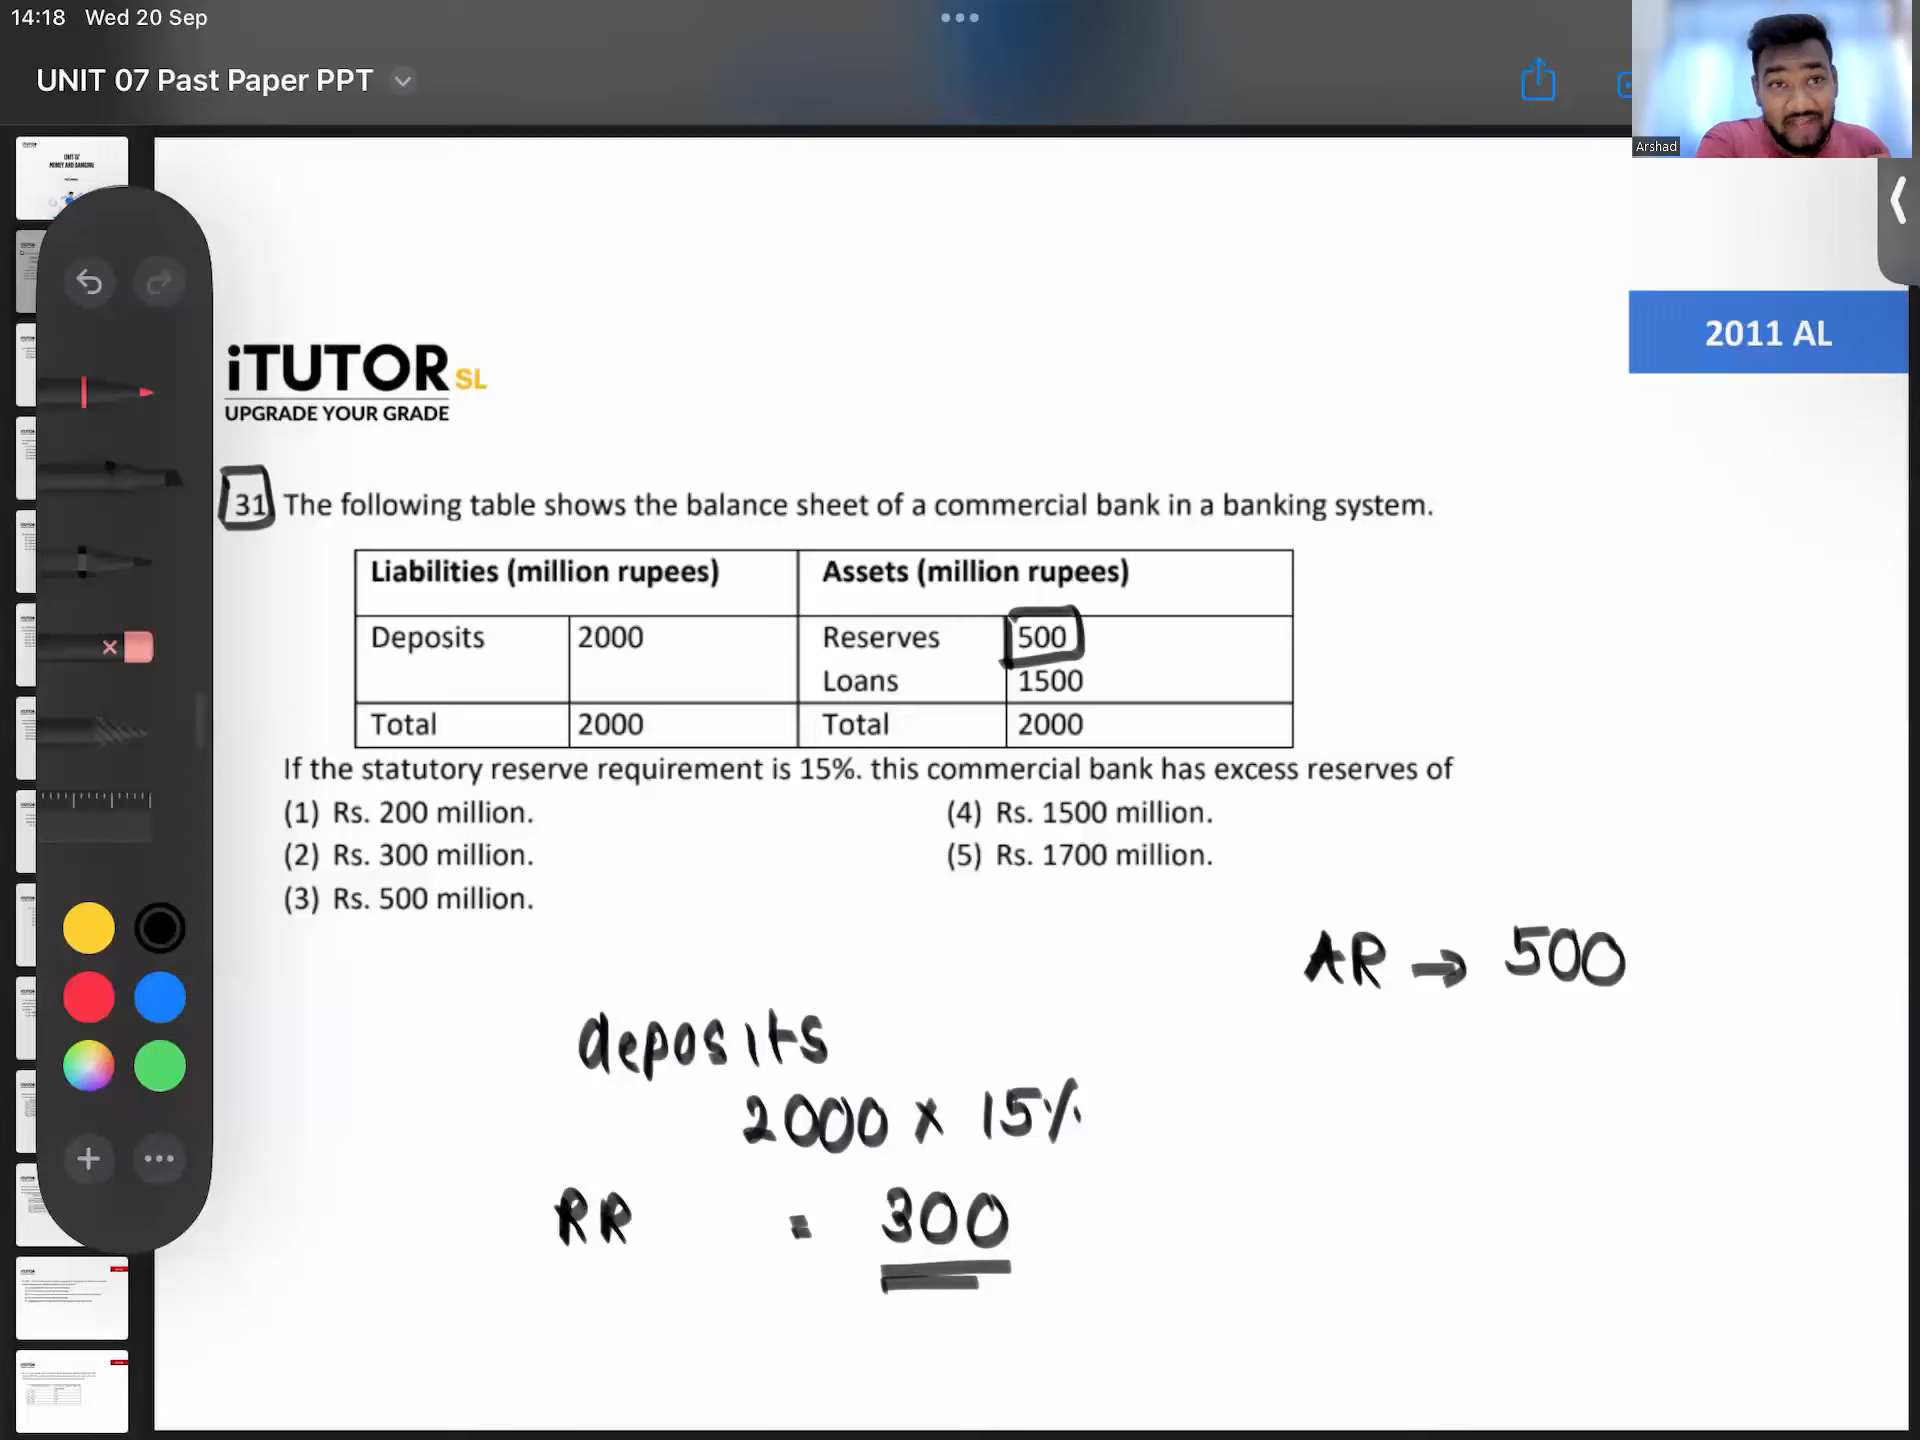 14:18 Wed 20 Sep
UNIT 07 Past Paper PPT
Arshad
2011 AL
iTUTOR SL
UPGRADE YOUR GRADE
31 The following table shows the balance sheet of a commercial bank in a banking system.
Liabilities (million rupees) Assets (million rupees)
Deposits 2000 Reserves 500
Loans 1500
Total 2000 Total 2000
If the statutory reserve requirement is 15%. this commercial bank has excess reserves of
(1) Rs. 200 million. (4) Rs. 1500 million.
(2) Rs. 300 million. (5) Rs. 1700 million.
(3) Rs. 500 million.
AR → 500
deposits
2000 x 15%
RR = 300